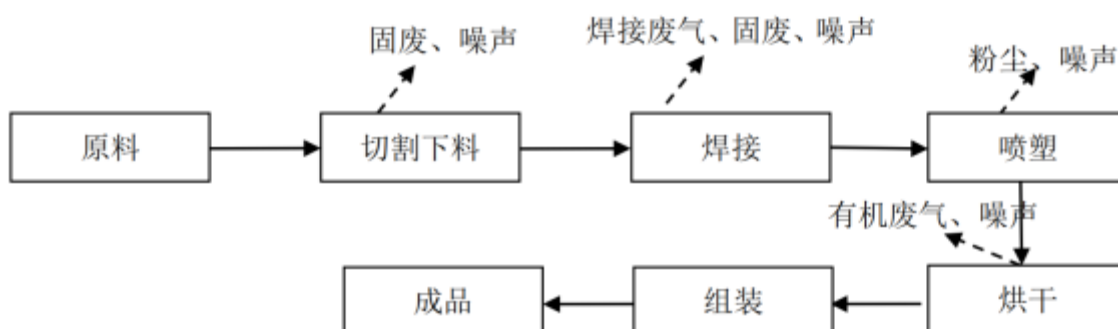 固废、噪声
焊接废气、固废、噪声
粉尘、噪声
原料
切割下料
焊接
喷塑
有机废气、噪声
成品
组装
烘干